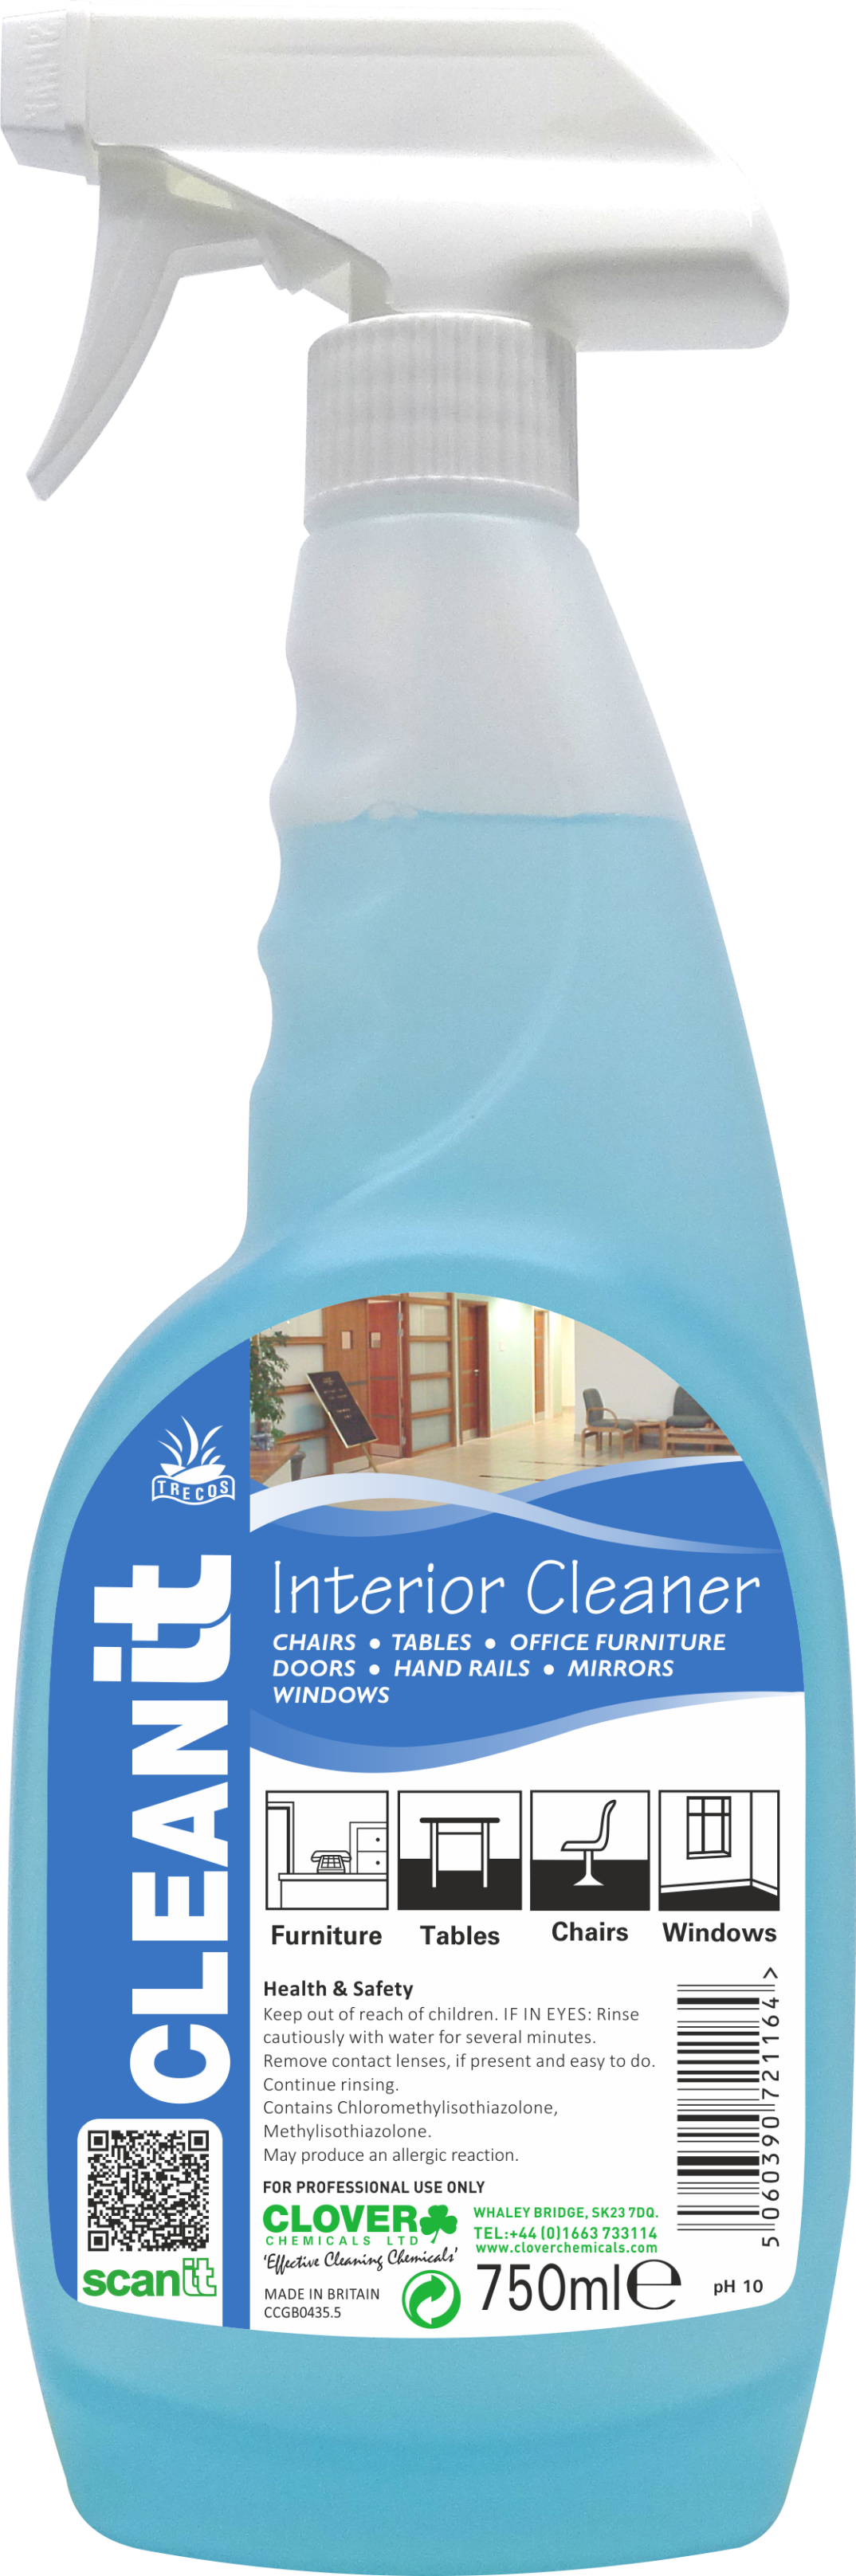 TRECOS
CLEANit
Interior Cleaner
CHAIRS • TABLES • OFFICE FURNITURE
DOORS • HAND RAILS • MIRRORS
WINDOWS
Furniture Tables Chairs Windows
Health & Safety
Keep out of reach of children. IF IN EYES: Rinse
cautiously with water for several minutes.
Remove contact lenses, if present and easy to do.
Continue rinsing.
Contains Chloromethylisothiazolone,
Methylisothiazolone.
May produce an allergic reaction.
FOR PROFESSIONAL USE ONLY
CLOVER
CHEMICALS LTD
'Effective Cleaning Chemicals'
WHALEY BRIDGE, SK23 7DQ.
TEL:+44 (0)1663 733114
www.cloverchemicals.com
MADE IN BRITAIN
CCGB0435.5
750ml℮
pH 10
scanit
5 060390 721164 >